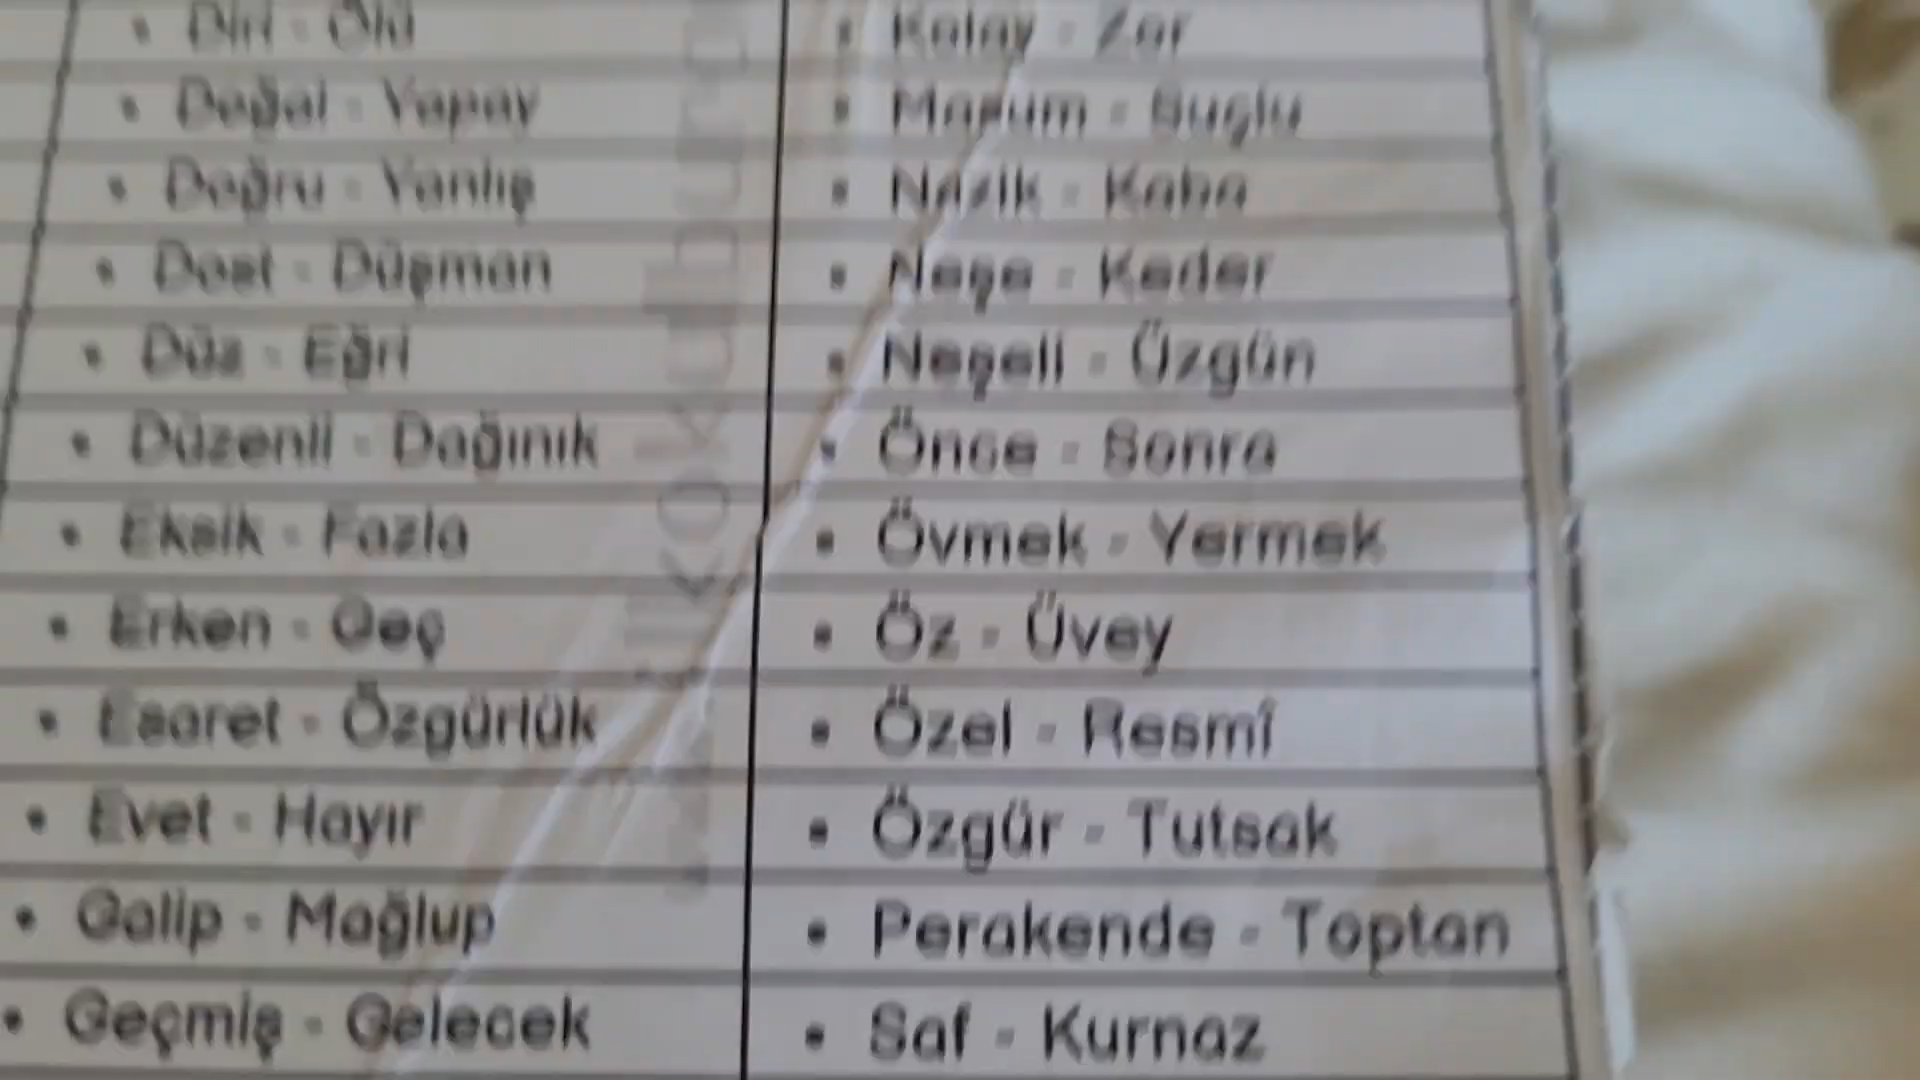 Diri - Ölü
Doğal - Yapay
Doğru - Yanlış
Dost - Düşman
Düz - Eğri
Düzenli - Dağınık
Eksik - Fazla
Erken - Geç
Esaret - Özgürlük
Evet - Hayır
Galip - Mağlup
Geçmiş - Gelecek
Kolay - Zor
Masum - Suçlu
Nazik - Kaba
Neşe - Keder
Neşeli - Üzgün
Önce - Sonra
Övmek - Yermek
Öz - Üvey
Özel - Resmî
Özgür - Tutsak
Perakende - Toptan
Saf - Kurnaz